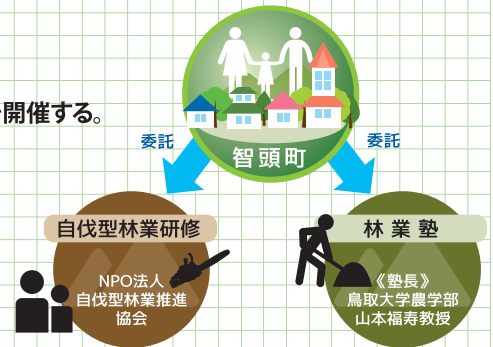 開催する。
智頭町
委託
委託
自伐型林業研修
NPO法人
自伐型林業推進
協会
林業塾
《塾長》
鳥取大学農学部
山本福寿教授